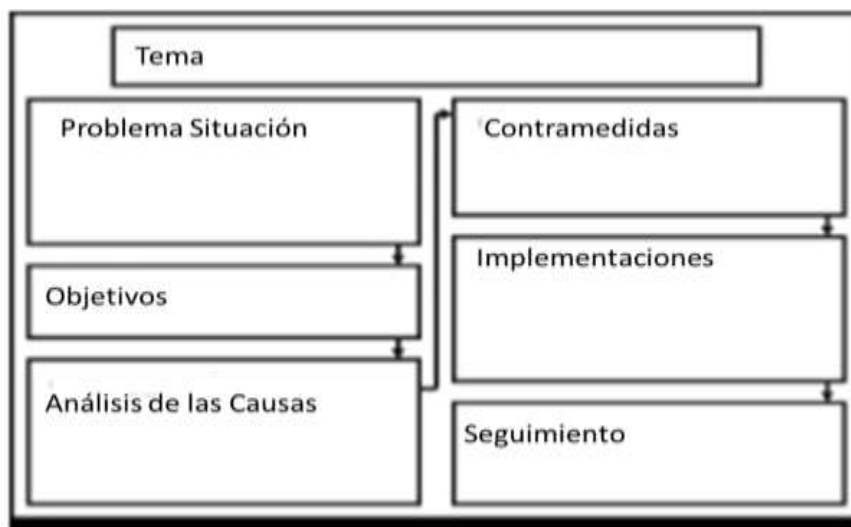 Tema
Problema Situación
Objetivos
Análisis de las Causas
Contramedidas
Implementaciones
Seguimiento